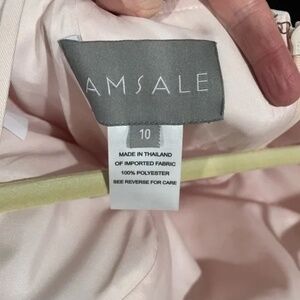 AMSALE
10
MADE IN THAILAND
OF IMPORTED FABRIC
100% POLYESTER
SEE REVERSE FOR CARE